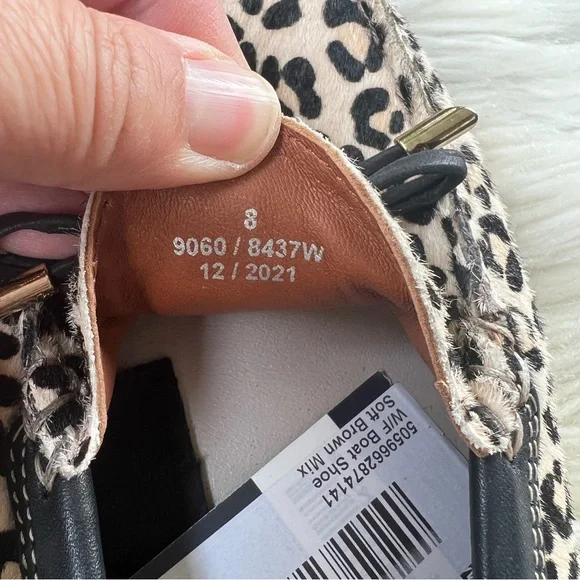 8
9060 / 8437W
12 / 2021
5059662874141
W/F Boat Shoe
Soft Brown Mix